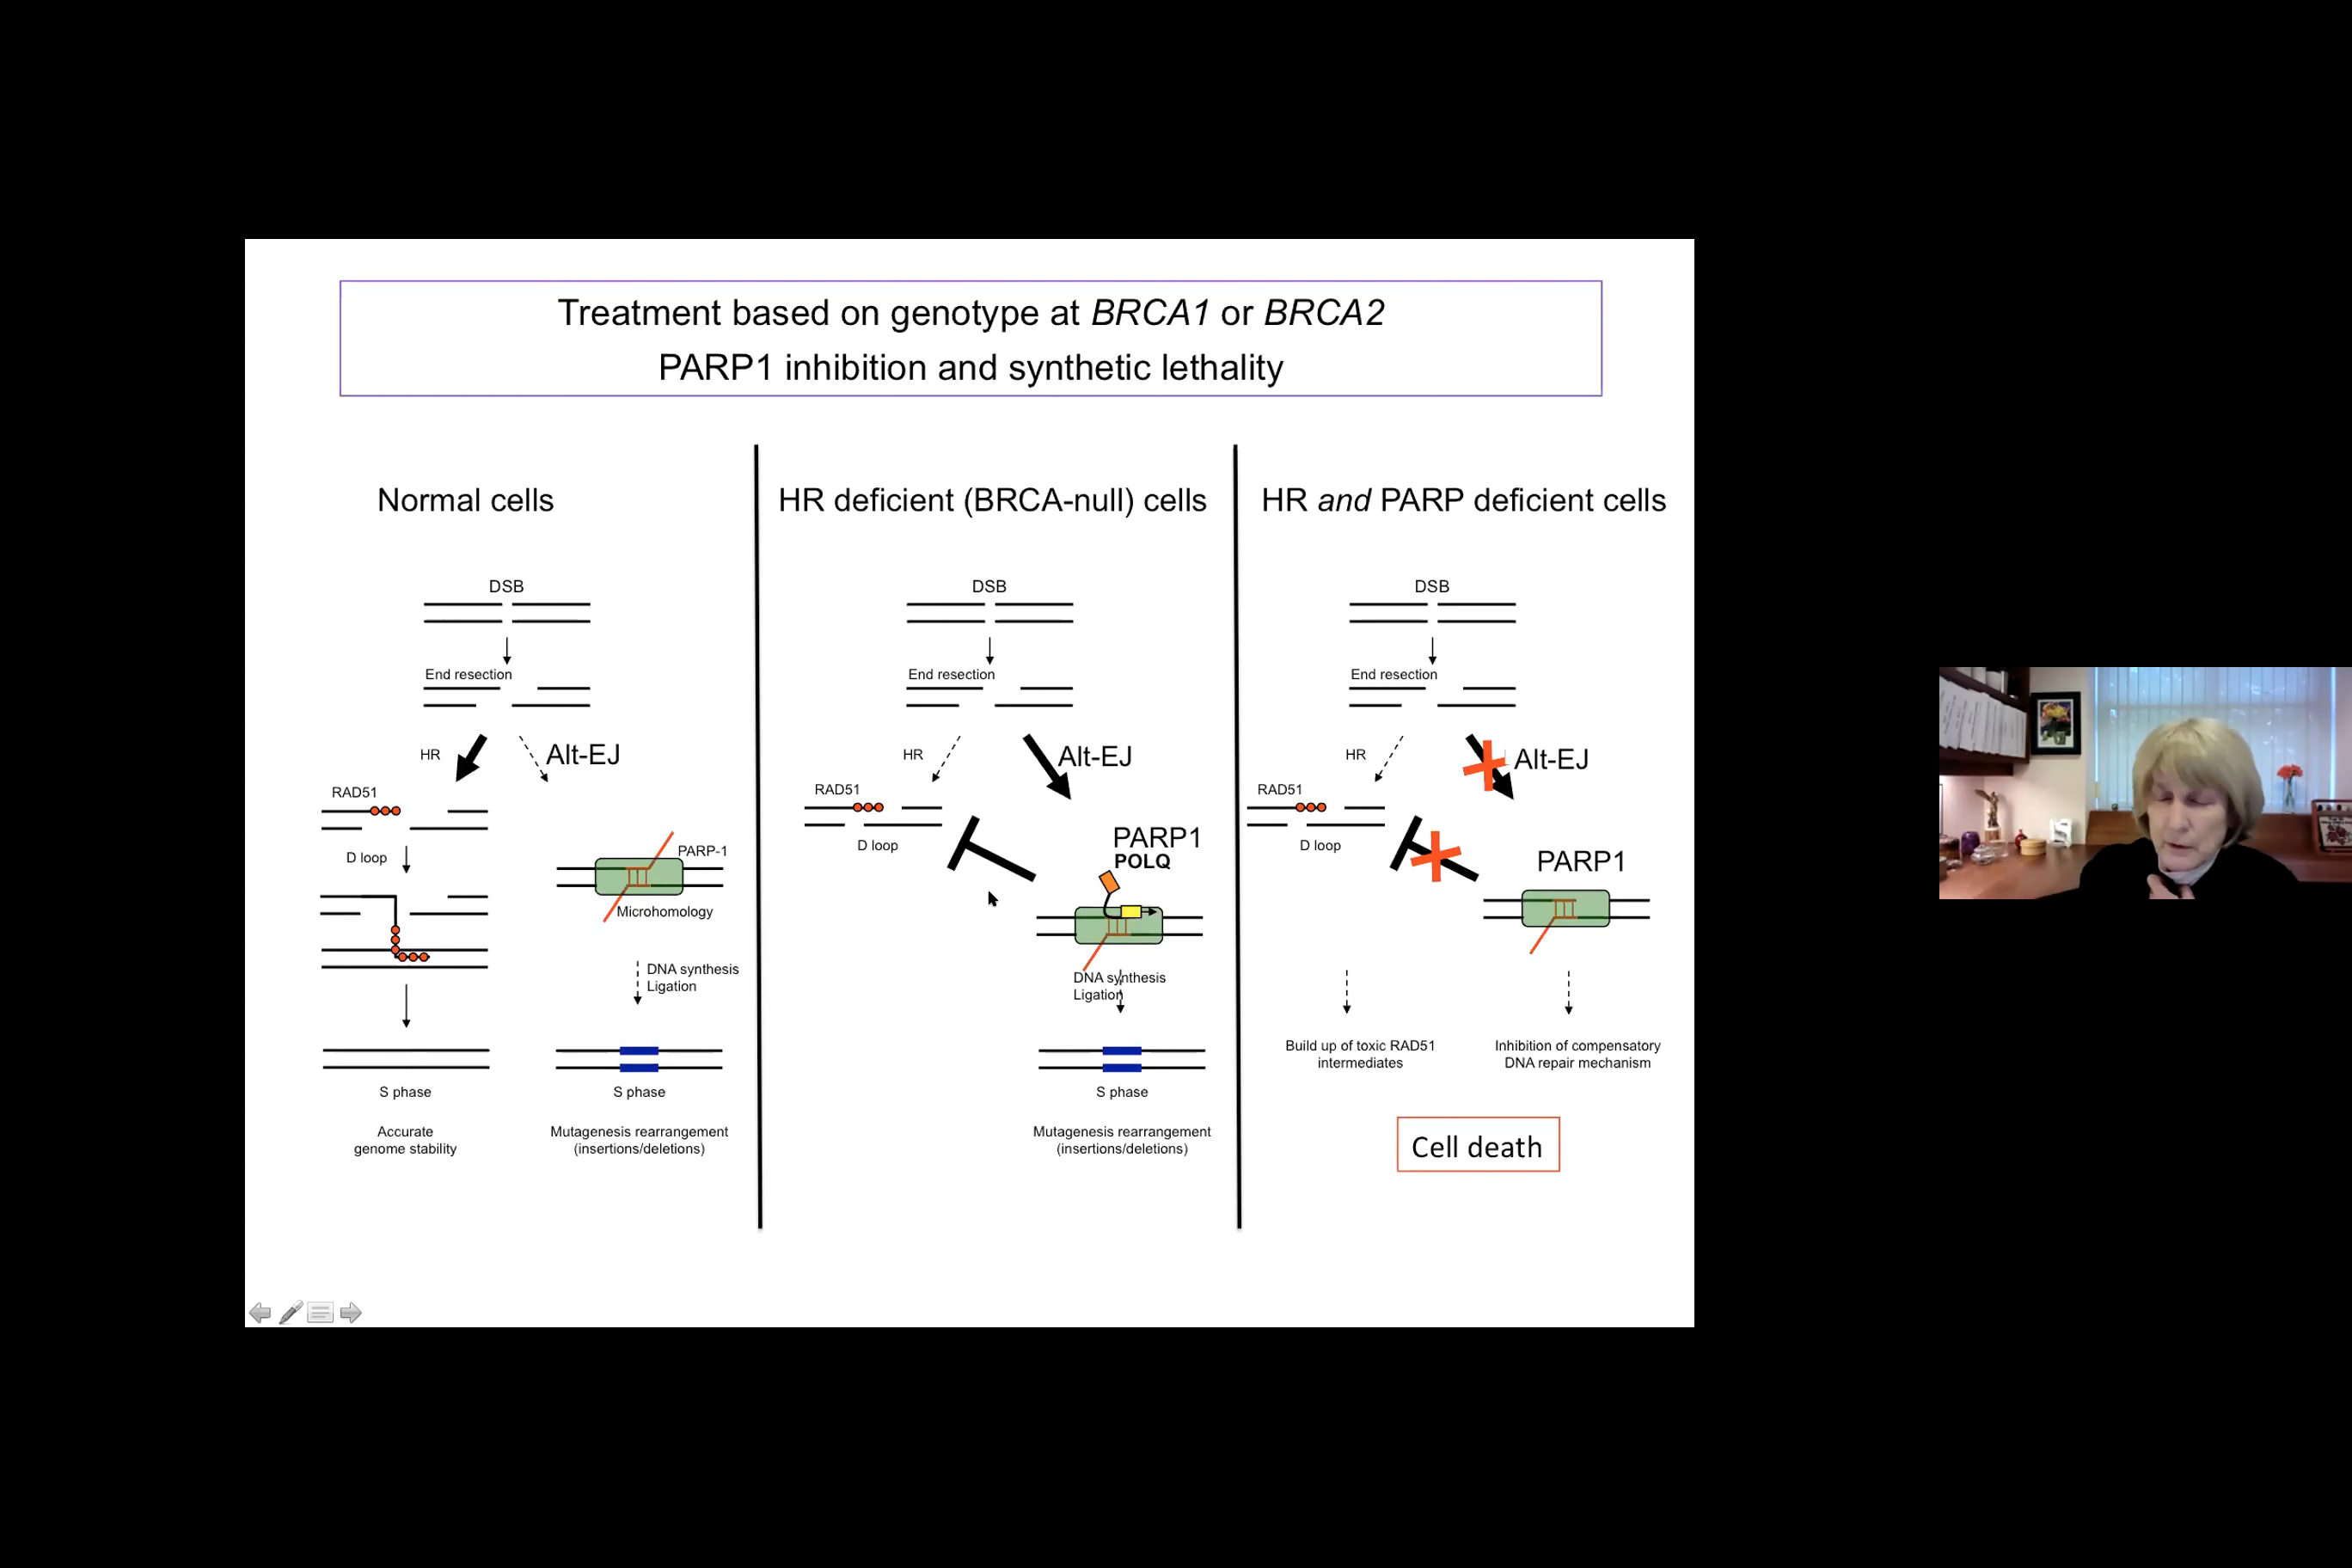 Treatment based on genotype at BRCA1 or BRCA2
PARP1 inhibition and synthetic lethality
Normal cells
DSB
End resection
HR
Alt-EJ
RAD51
D loop
PARP-1
Microhomology
DNA synthesis
Ligation
S phase
S phase
Accurate
genome stability
Mutagenesis rearrangement
(insertions/deletions)
HR deficient (BRCA-null) cells
DSB
End resection
HR
Alt-EJ
RAD51
D loop
PARP1
POLQ
DNA synthesis
Ligation
S phase
Mutagenesis rearrangement
(insertions/deletions)
HR and PARP deficient cells
DSB
End resection
HR
Alt-EJ
RAD51
D loop
PARP1
Build up of toxic RAD51
intermediates
Inhibition of compensatory
DNA repair mechanism
Cell death